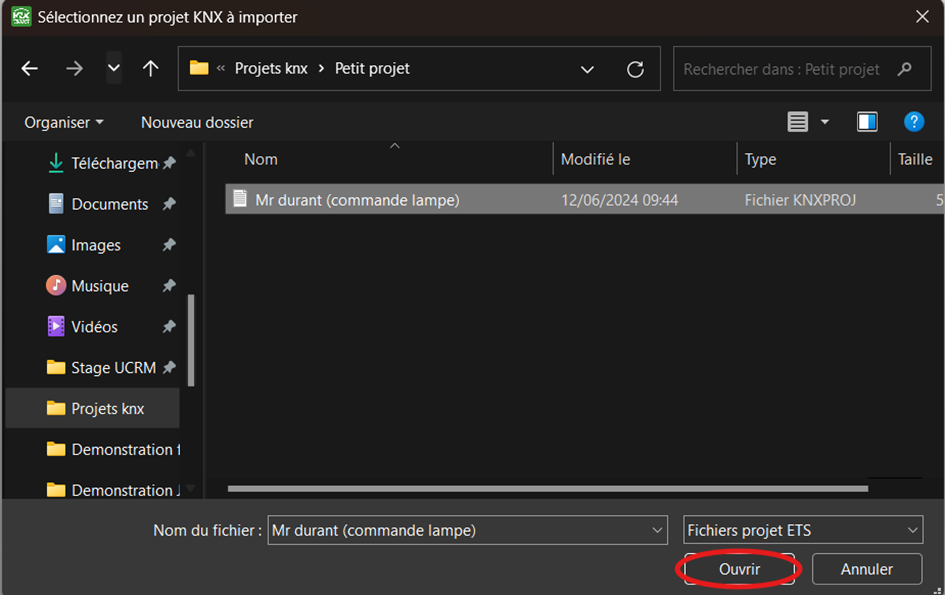 Sélectionnez un projet KNX à importer
« Projets knx › Petit projet
Rechercher dans : Petit projet
Organiser
Nouveau dossier
Nom
Modifié le
Type
Taille
Téléchargem
Documents
Images
Musique
Vidéos
Stage UCRM
Projets knx
Demonstration f
Demonstration J
Mr durant (commande lampe)
12/06/2024 09:44
Fichier KNXPROJ
5
Nom du fichier :
Mr durant (commande lampe)
Fichiers projet ETS
Ouvrir
Annuler